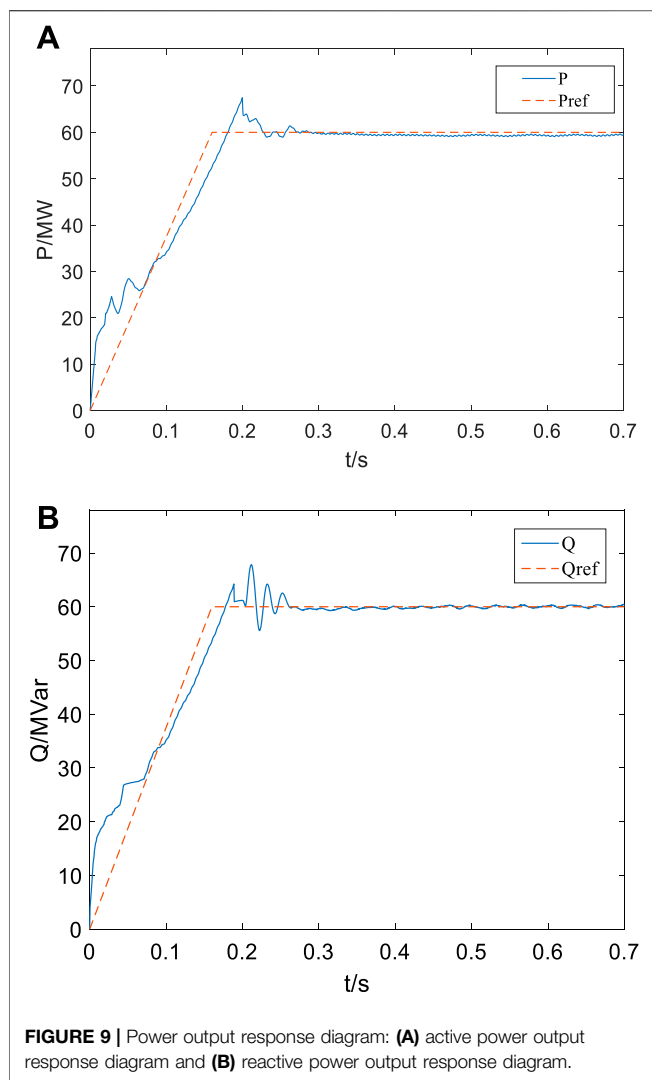 A
70
60
50
40
30
20
10
0
P/MW
P
Pref
0 0.1 0.2 0.3 0.4 0.5 0.6 0.7
t/s
B
70
60
50
40
30
20
10
0
Q/MVar
Q
Qref
0 0.1 0.2 0.3 0.4 0.5 0.6 0.7
t/s
FIGURE 9 | Power output response diagram: (A) active power output
response diagram and (B) reactive power output response diagram.